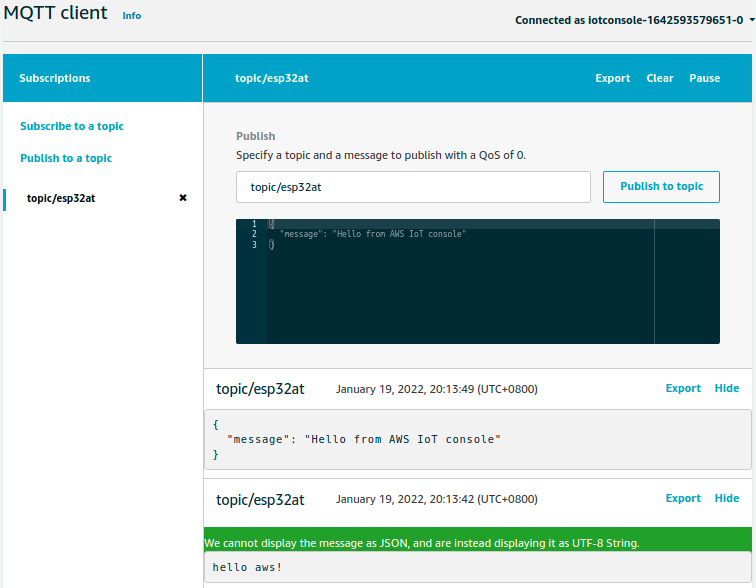 MQTT client Info
Connected as iotconsole-1642593579651-0
Subscriptions
topic/esp32at
Export Clear Pause
Subscribe to a topic
Publish to a topic
topic/esp32at
Publish
Specify a topic and a message to publish with a QoS of 0.
topic/esp32at
Publish to topic
1 {
2 "message": "Hello from AWS IoT console"
3 }
topic/esp32at January 19, 2022, 20:13:49 (UTC+0800) Export Hide
{
"message": "Hello from AWS IoT console"
}
topic/esp32at January 19, 2022, 20:13:42 (UTC+0800) Export Hide
We cannot display the message as JSON, and are instead displaying it as UTF-8 String.
hello aws!